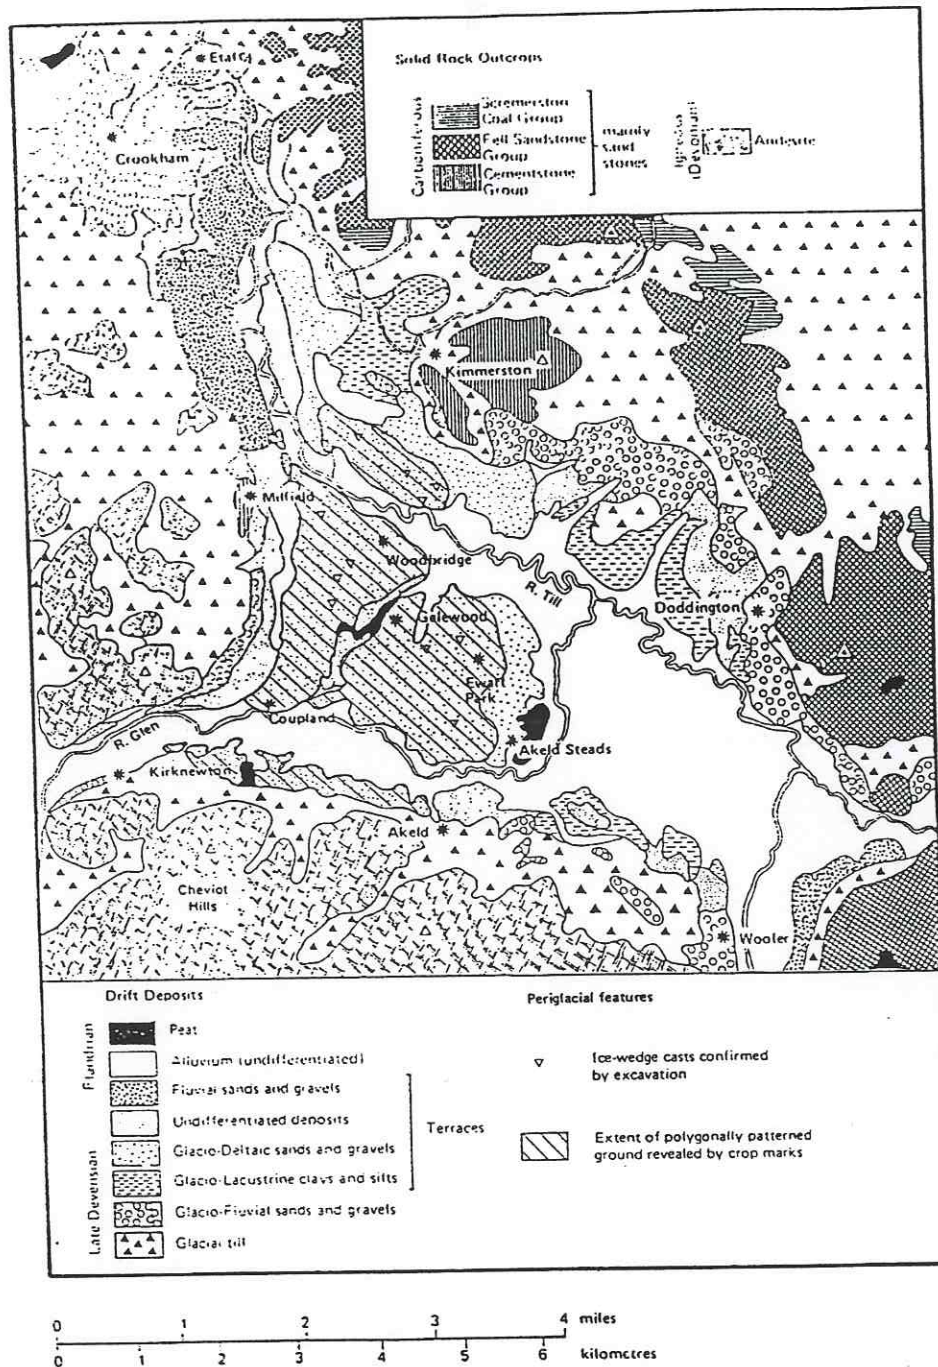 Etal
Crookham
Solid Rock Outcrops
Carboniferous
Scremerston
Coal Group
Fell Sandstone
Group
Cementstone
Group
mainly
sand
stones
Igneous
(Devonian)
Andesite
Kimmerston
Milfield
Woodbridge
R. Till
Galewood
Doddington
Ewart
Park
Coupland
R. Glen
Akeld Steads
Kirknewton
Akeld
Cheviot
Hills
Wooler
Drift Deposits
Flandrian
Peat
Alluvium (undifferentiated)
Fluvial sands and gravels
Undifferentiated deposits
Glacio-Deltaic sands and gravels
Glacio-Lacustrine clays and silts
Terraces
Late Devensian
Glacio-Fluvial sands and gravels
Glacial till
Periglacial features
Ice-wedge casts confirmed
by excavation
Extent of polygonally patterned
ground revealed by crop marks
0 1 2 3 4 miles
0 1 2 3 4 5 6 kilometres